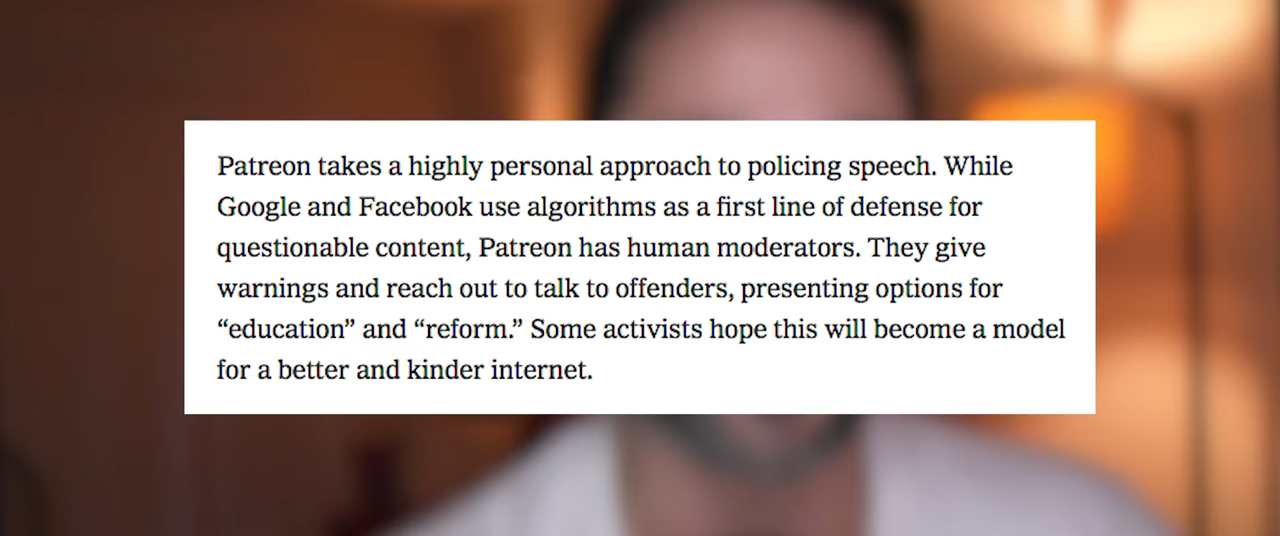 Patreon takes a highly personal approach to policing speech. While
Google and Facebook use algorithms as a first line of defense for
questionable content, Patreon has human moderators. They give
warnings and reach out to talk to offenders, presenting options for
“education” and “reform.” Some activists hope this will become a model
for a better and kinder internet.